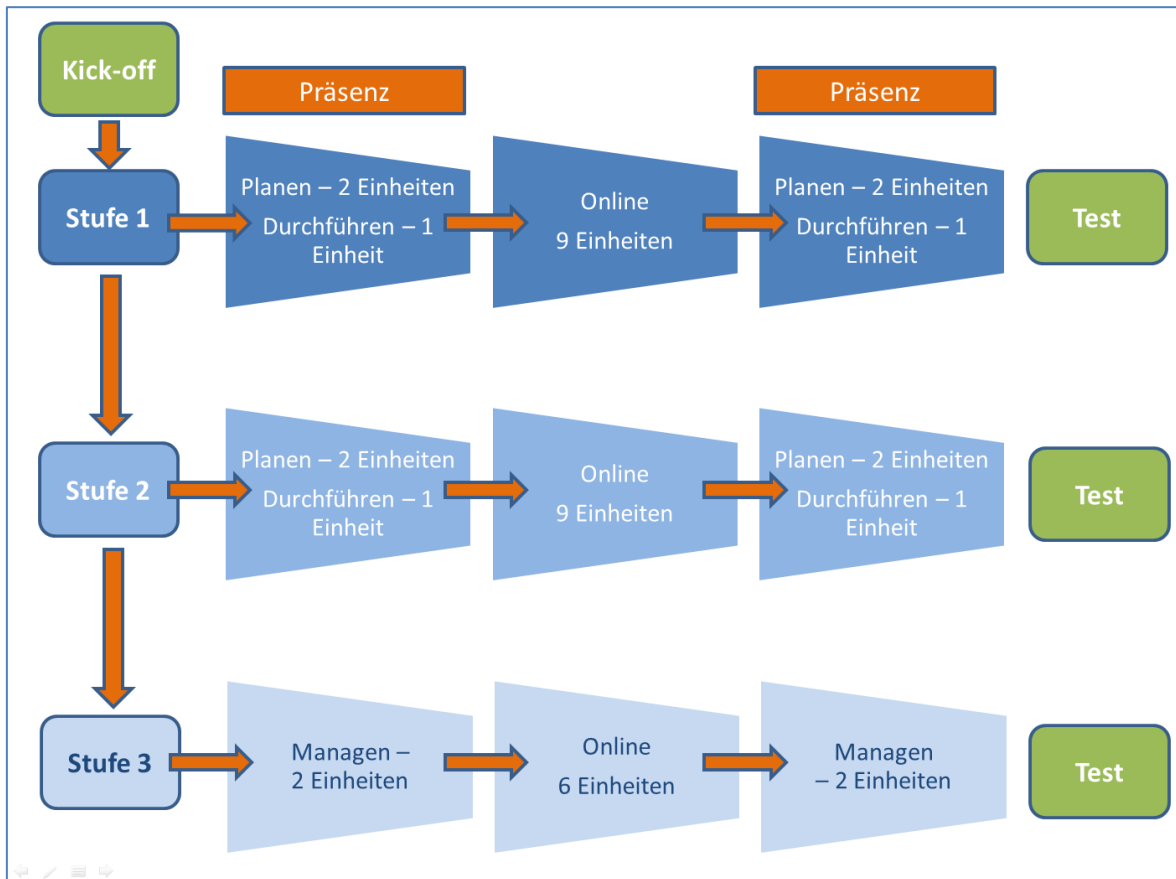 Kick-off
Präsenz
Präsenz
Stufe 1
Planen – 2 Einheiten
Durchführen – 1
Einheit
Online
9 Einheiten
Planen – 2 Einheiten
Durchführen – 1
Einheit
Test
Stufe 2
Planen – 2 Einheiten
Durchführen – 1
Einheit
Online
9 Einheiten
Planen – 2 Einheiten
Durchführen – 1
Einheit
Test
Stufe 3
Managen –
2 Einheiten
Online
6 Einheiten
Managen
– 2 Einheiten
Test